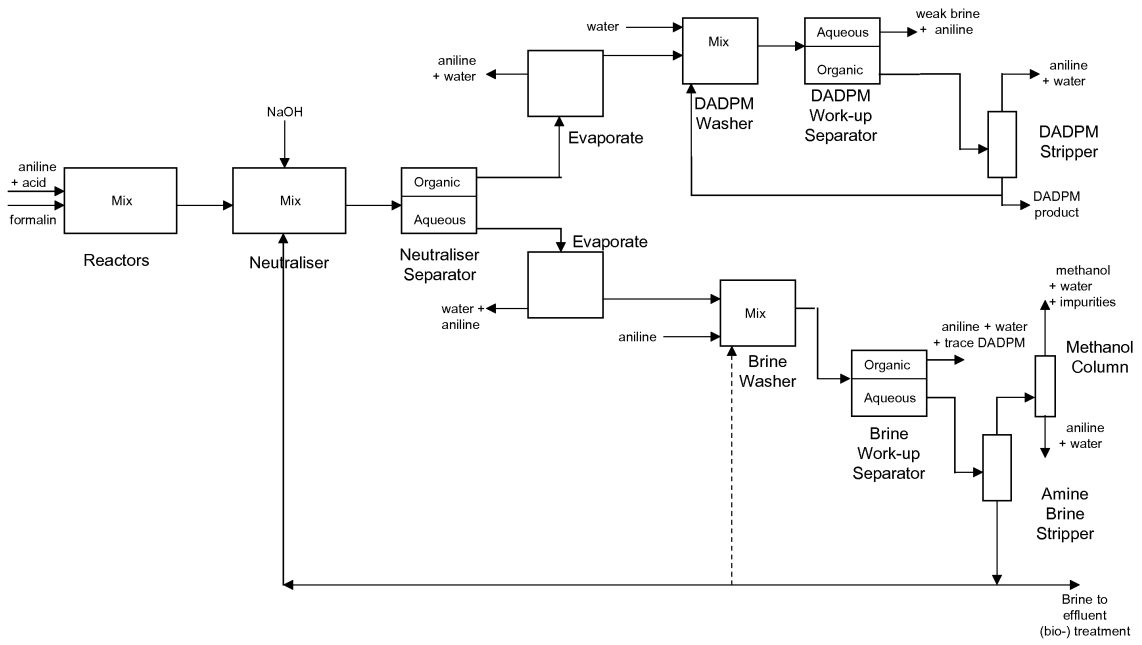 weak brine
+ aniline
water
Mix
Aqueous
Organic
aniline
+ water
aniline
+ water
DADPM
Washer
DADPM
Work-up
Separator
Evaporate
DADPM
Stripper
NaOH
aniline
+ acid
formalin
Mix
Mix
Organic
Aqueous
DADPM
product
Reactors
Neutraliser
Neutraliser
Separator
Evaporate
water +
aniline
aniline
Mix
Brine
Washer
methanol
+ water
+ impurities
aniline + water
+ trace DADPM
Methanol
Column
Organic
Aqueous
aniline
+ water
Brine
Work-up
Separator
Amine
Brine
Stripper
Brine to
effluent
(bio-) treatment